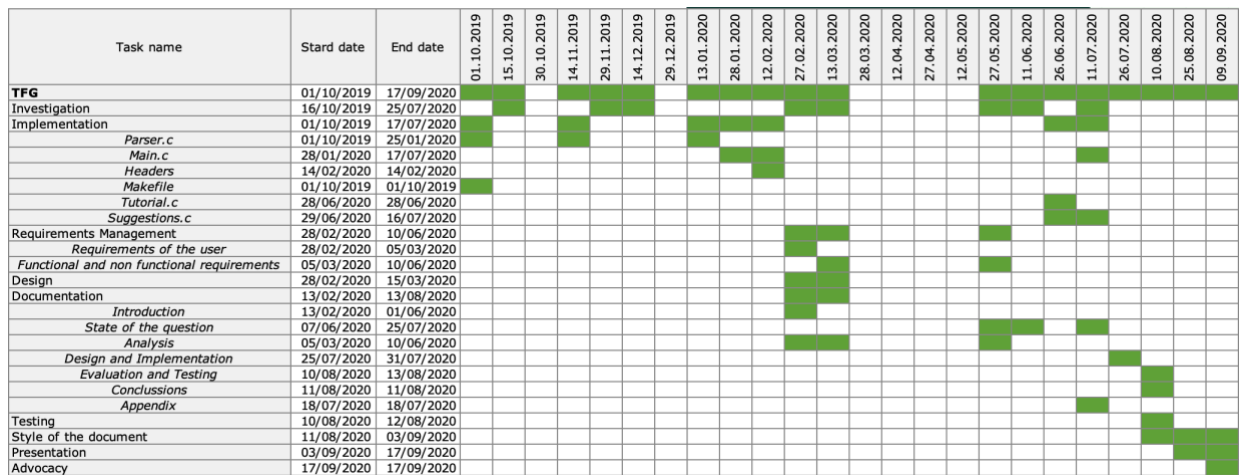 Task name Stard date End date 01.10.2019 15.10.2019 30.10.2019 14.11.2019 29.11.2019 14.12.2019 29.12.2019 13.01.2020 28.01.2020 12.02.2020 27.02.2020 13.03.2020 28.03.2020 12.04.2020 27.04.2020 12.05.2020 27.05.2020 11.06.2020 26.06.2020 11.07.2020 26.07.2020 10.08.2020 25.08.2020 09.09.2020
TFG 01/10/2019 17/09/2020
Investigation 16/10/2019 25/07/2020
Implementation 01/10/2019 17/07/2020
Parser.c 01/10/2019 25/01/2020
Main.c 28/01/2020 17/07/2020
Headers 14/02/2020 14/02/2020
Makefile 01/10/2019 01/10/2019
Tutorial.c 28/06/2020 28/06/2020
Suggestions.c 29/06/2020 16/07/2020
Requirements Management 28/02/2020 10/06/2020
Requirements of the user 28/02/2020 05/03/2020
Functional and non functional requirements 05/03/2020 10/06/2020
Design 28/02/2020 15/03/2020
Documentation 13/02/2020 13/08/2020
Introduction 13/02/2020 01/06/2020
State of the question 07/06/2020 25/07/2020
Analysis 05/03/2020 10/06/2020
Design and Implementation 25/07/2020 31/07/2020
Evaluation and Testing 10/08/2020 13/08/2020
Conclussions 11/08/2020 11/08/2020
Appendix 18/07/2020 18/07/2020
Testing 10/08/2020 12/08/2020
Style of the document 11/08/2020 03/09/2020
Presentation 03/09/2020 17/09/2020
Advocacy 17/09/2020 17/09/2020